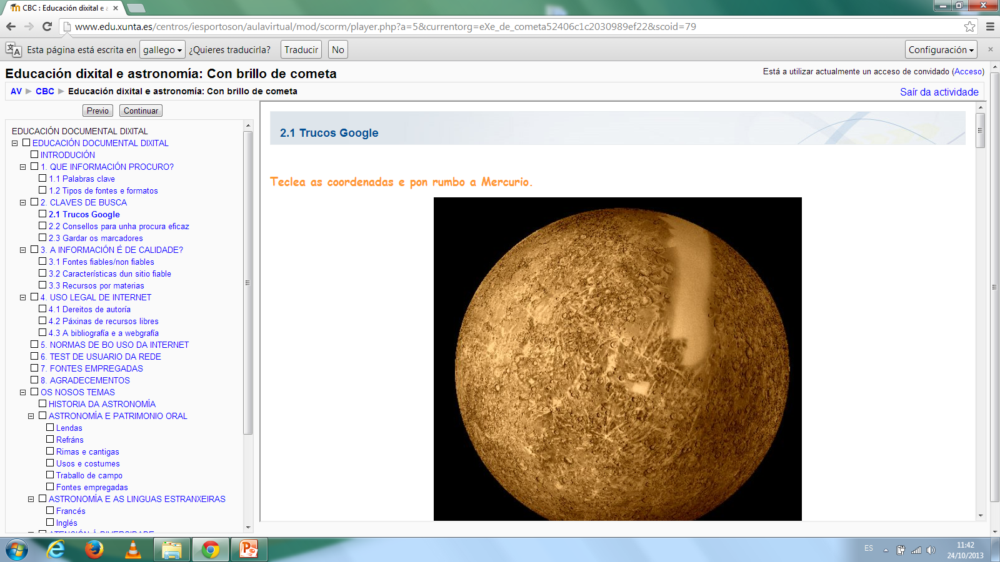 CBC : Educación dixital e a
www.edu.xunta.es/centros/iesportoson/aulavirtual/mod/scorm/player.php?a=5&currentorg=eXe_de_cometa52406c1c2030989ef22&scoid=79
Esta página está escrita en gallego ¿Quieres traducirla? Traducir No Configuración
Educación dixital e astronomía: Con brillo de cometa
Está a utilizar actualmente un acceso de convidado (Acceso)
AV ► CBC ► Educación dixital e astronomía: Con brillo de cometa
Saír da actividade
Previo Continuar
EDUCACIÓN DOCUMENTAL DIXITAL
EDUCACIÓN DOCUMENTAL DIXITAL
INTRODUCIÓN
1. QUE INFORMACIÓN PROCURO?
1.1 Palabras clave
1.2 Tipos de fontes e formatos
2. CLAVES DE BUSCA
2.1 Trucos Google
2.2 Consellos para unha procura eficaz
2.3 Gardar os marcadores
3. A INFORMACIÓN É DE CALIDADE?
3.1 Fontes fiables/non fiables
3.2 Características dun sitio fiable
3.3 Recursos por materias
4. USO LEGAL DE INTERNET
4.1 Dereitos de autoría
4.2 Páxinas de recursos libres
4.3 A bibliografía e a webgrafía
5. NORMAS DE BO USO DA INTERNET
6. TEST DE USUARIO DA REDE
7. FONTES EMPREGADAS
8. AGRADECEMENTOS
OS NOSOS TEMAS
HISTORIA DA ASTRONOMÍA
ASTRONOMÍA E PATRIMONIO ORAL
Lendas
Refráns
Rimas e cantigas
Usos e costumes
Traballo de campo
Fontes empregadas
ASTRONOMÍA E AS LINGUAS ESTRANXEIRAS
Francés
Inglés
ATENCIÓN Á DIVERSIDADE
2.1 Trucos Google
Teclea as coordenadas e pon rumbo a Mercurio.
ES
11:42
24/10/2013